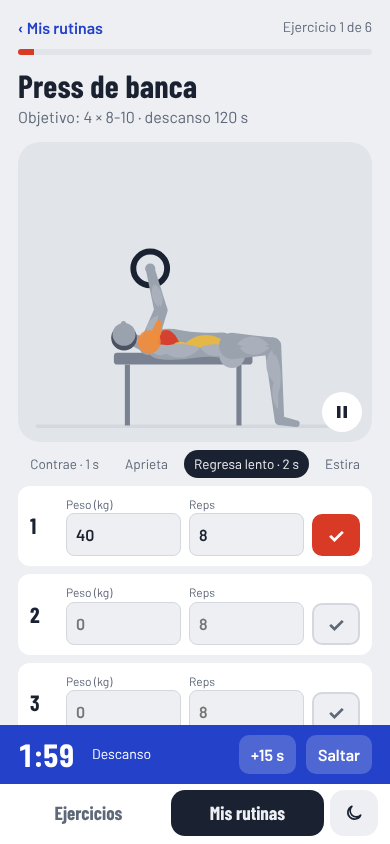 ‹ Mis rutinas
Ejercicio 1 de 6
Press de banca
Objetivo: 4 × 8-10 · descanso 120 s
Contrae · 1 s
Aprieta
Regresa lento · 2 s
Estira
1
Peso (kg)
Reps
40
8
2
Peso (kg)
Reps
0
8
3
Peso (kg)
Reps
0
8
1:59
Descanso
+15 s
Saltar
Ejercicios
Mis rutinas